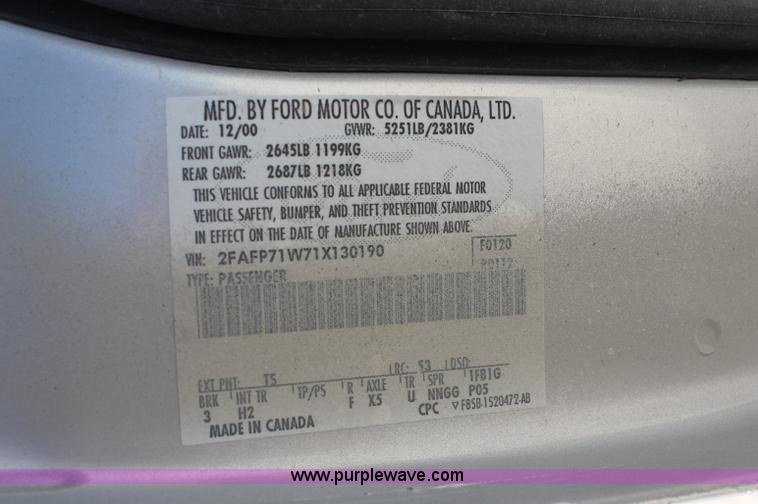 MFD. BY FORD MOTOR CO. OF CANADA, LTD.
DATE: 12/00 GVWR: 5251LB/2381KG
FRONT GAWR: 2645LB 1199KG
REAR GAWR: 2687LB 1218KG
THIS VEHICLE CONFORMS TO ALL APPLICABLE FEDERAL MOTOR
VEHICLE SAFETY, BUMPER, AND THEFT PREVENTION STANDARDS
IN EFFECT ON THE DATE OF MANUFACTURE SHOWN ABOVE.
VIN: 2FAFP71W71X130190 F0120
TYPE: PASSENGER R0112
EXT PNT: TS LRC: 53 DSO:
BRK INT TR TP/PS R AXLE TR SPR 1FB1G
3 H2 F X5 U NNGG P05
MADE IN CANADA CPC ▽F85B-1520472-AB
www.purplewave.com